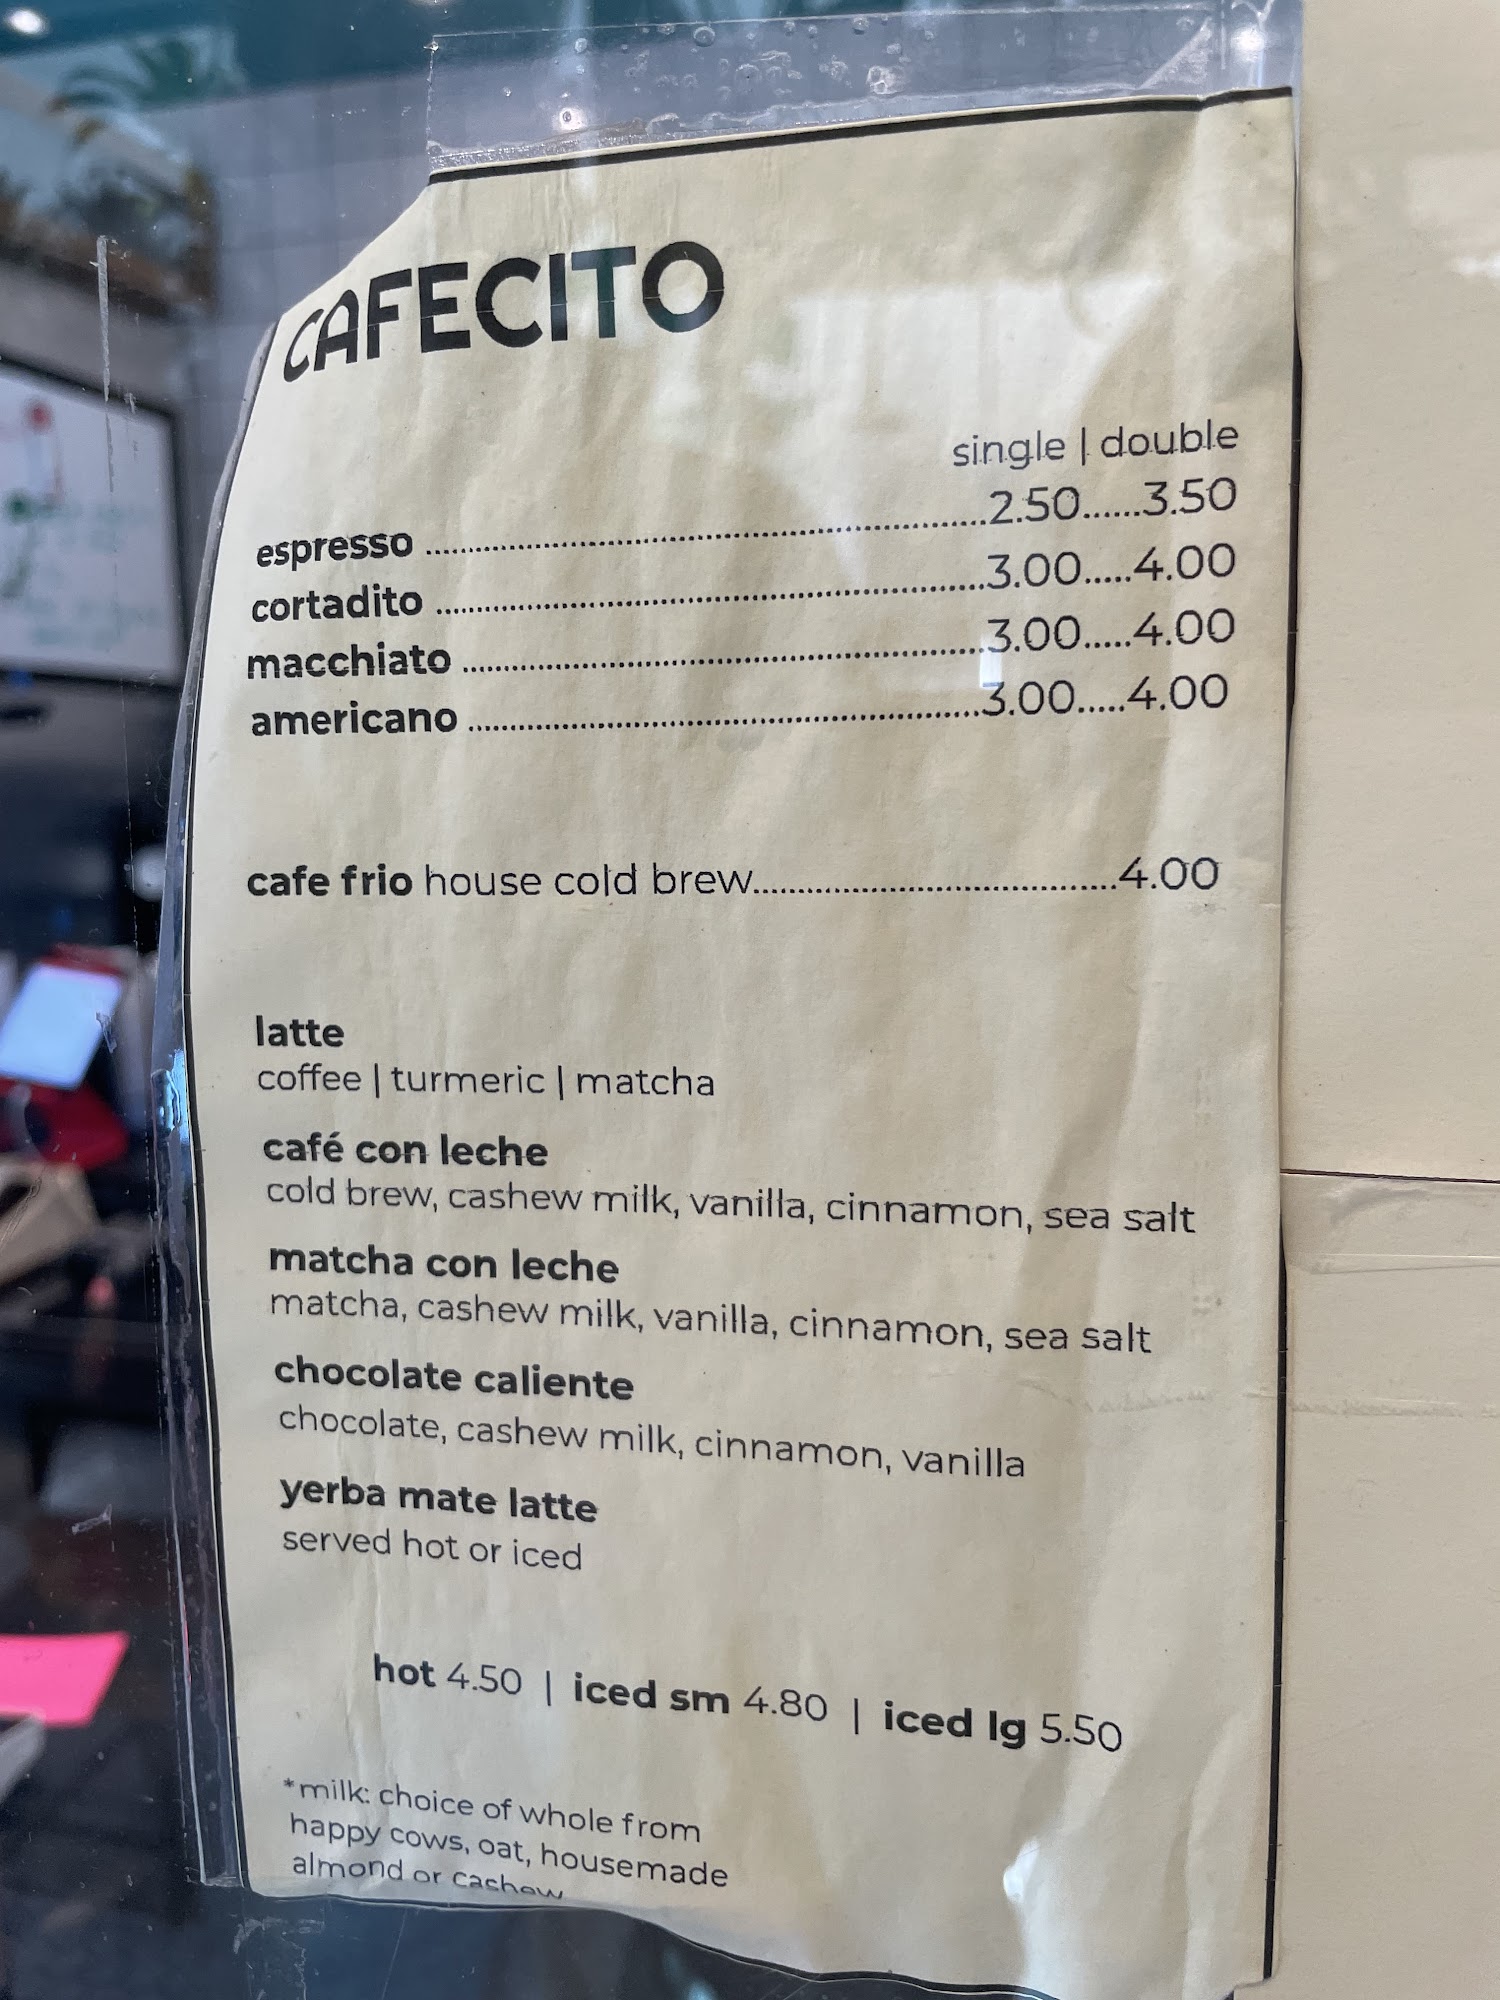 CAFECITO
single | double
espresso ..........2.50......3.50
cortadito ..........3.00.....4.00
macchiato ..........3.00.....4.00
americano ..........3.00.....4.00
cafe frio house cold brew..........4.00
latte
coffee | turmeric | matcha
café con leche
cold brew, cashew milk, vanilla, cinnamon, sea salt
matcha con leche
matcha, cashew milk, vanilla, cinnamon, sea salt
chocolate caliente
chocolate, cashew milk, cinnamon, vanilla
yerba mate latte
served hot or iced
hot 4.50 | iced sm 4.80 | iced lg 5.50
*milk: choice of whole from
happy cows, oat, housemade
almond or cashew